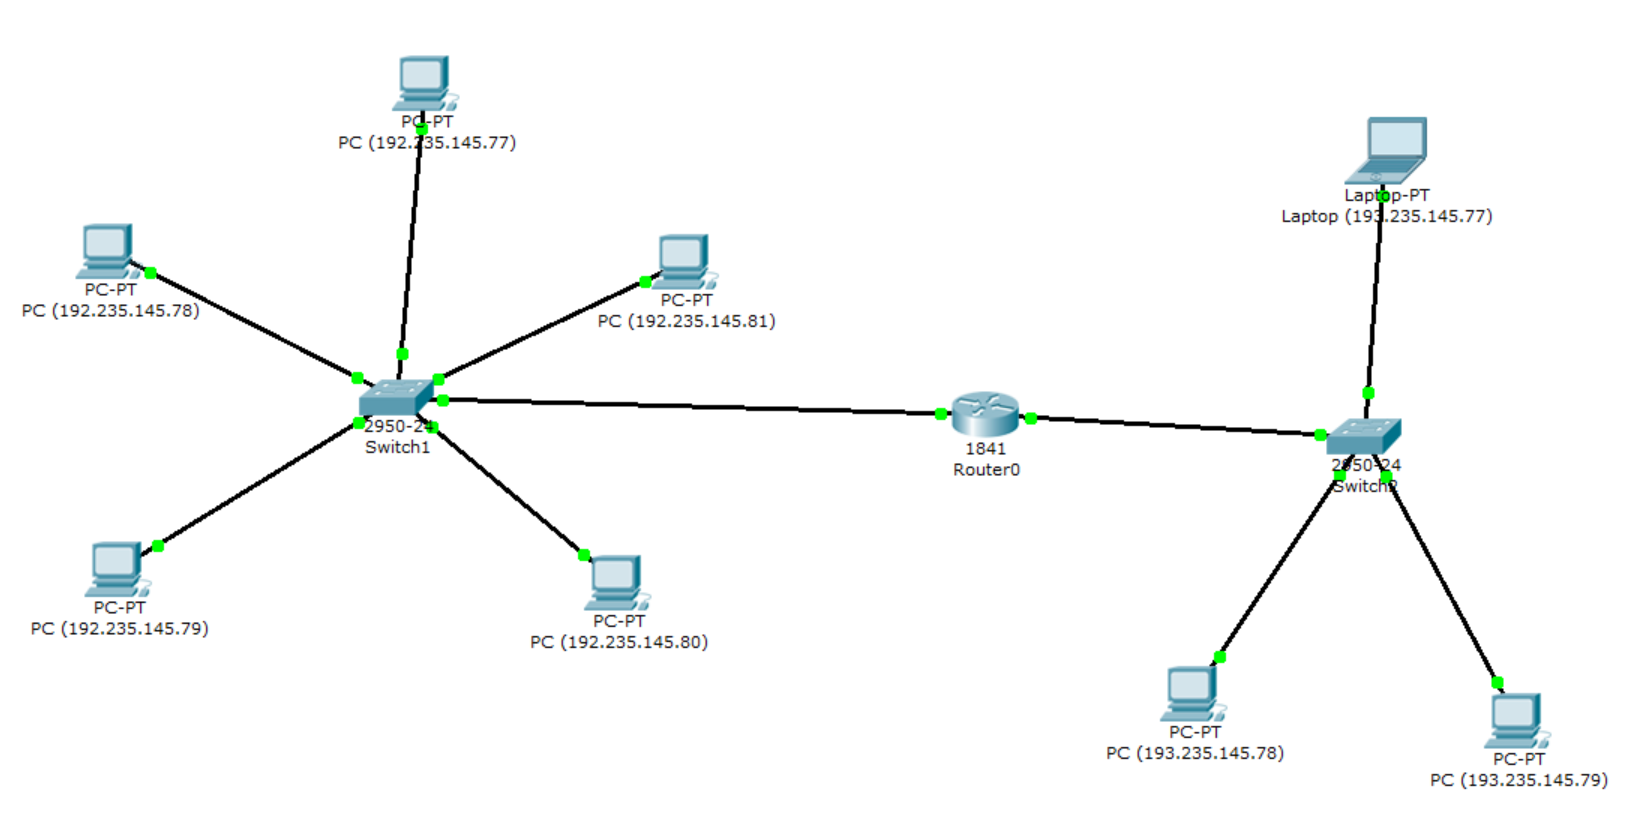 PC-PT
PC (192.235.145.77)
Laptop-PT
Laptop (193.235.145.77)
PC-PT
PC (192.235.145.78)
PC-PT
PC (192.235.145.81)
2950-24
Switch1
1841
Router0
2950-24
Switch2
PC-PT
PC (192.235.145.79)
PC-PT
PC (192.235.145.80)
PC-PT
PC (193.235.145.78)
PC-PT
PC (193.235.145.79)